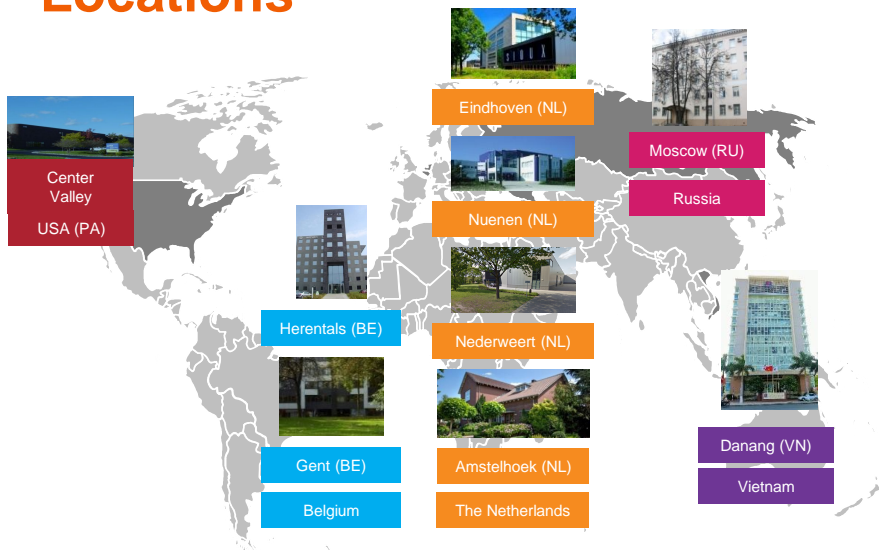 Locations
SIOUX
Eindhoven (NL)
Moscow (RU)
Russia
Center
Valley
USA (PA)
Nuenen (NL)
Herentals (BE)
Nederweert (NL)
Gent (BE)
Belgium
Amstelhoek (NL)
The Netherlands
Danang (VN)
Vietnam